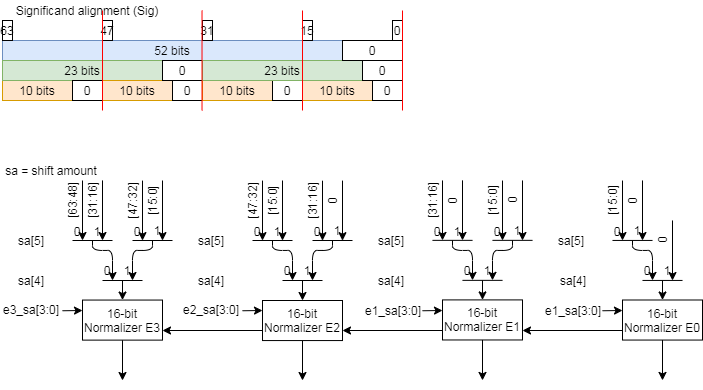 Significand alignment (Sig)
63 47 31 15 0
52 bits 0
23 bits 0 23 bits 0
10 bits 0 10 bits 0 10 bits 0 10 bits 0
sa = shift amount
[63:48] [31:16] [47:32] [15:0] [47:32] [15:0] [31:16] 0 [31:16] 0 [15:0] 0 [15:0] 0
sa[5] 0 1 0 1 sa[5] 0 1 0 1 sa[5] 0 1 0 1 sa[5] 0 1 0
sa[4] 0 1 sa[4] 0 1 sa[4] 0 1 sa[4] 0 1
e3_sa[3:0] 16-bit Normalizer E3 e2_sa[3:0] 16-bit Normalizer E2 e1_sa[3:0] 16-bit Normalizer E1 e1_sa[3:0] 16-bit Normalizer E0